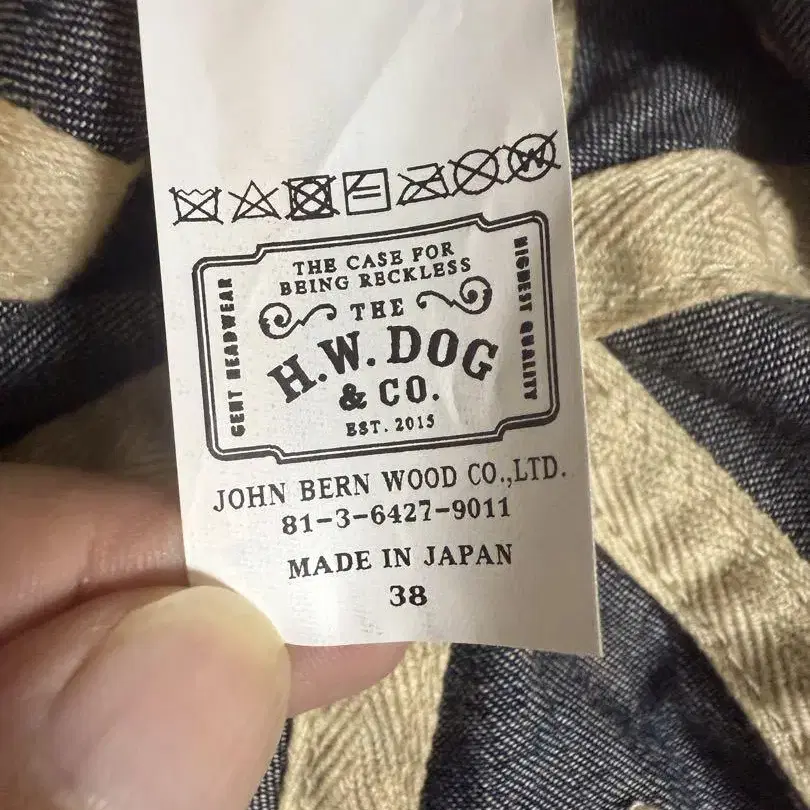 THE CASE FOR
BEING RECKLESS
THE
H.W. DOG
& CO.
EST. 2015
GENT HEADWEAR
HIGHEST QUALITY
JOHN BERN WOOD CO.,LTD.
81-3-6427-9011
MADE IN JAPAN
38